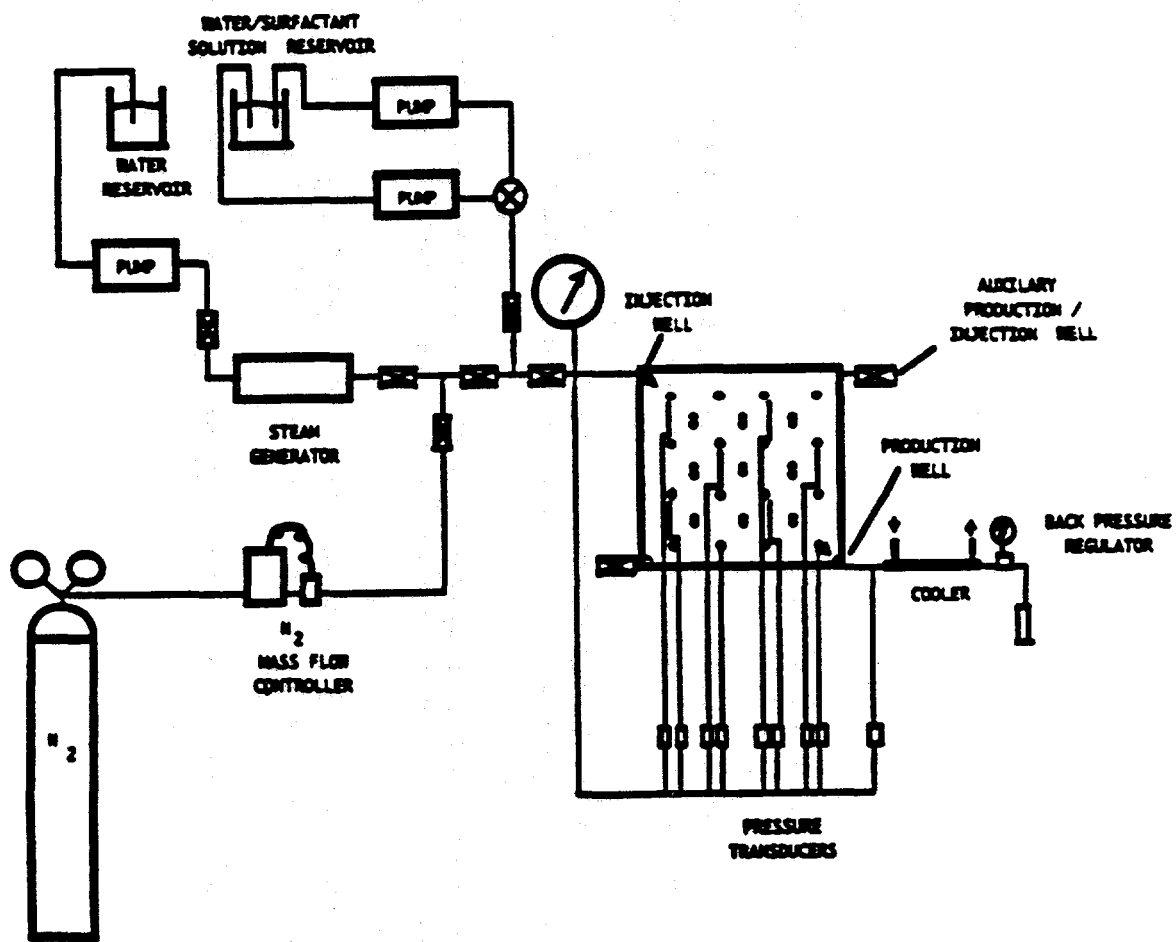 WATER/SURFACTANT
SOLUTION RESERVOIR
PUMP
WATER
RESERVOIR
PUMP
PUMP
INJECTION
WELL
AUXILARY
PRODUCTION /
INJECTION WELL
STEAM
GENERATOR
PRODUCTION
WELL
BACK PRESSURE
REGULATOR
COOLER
N2
MASS FLOW
CONTROLLER
N2
PRESSURE
TRANSDUCERS